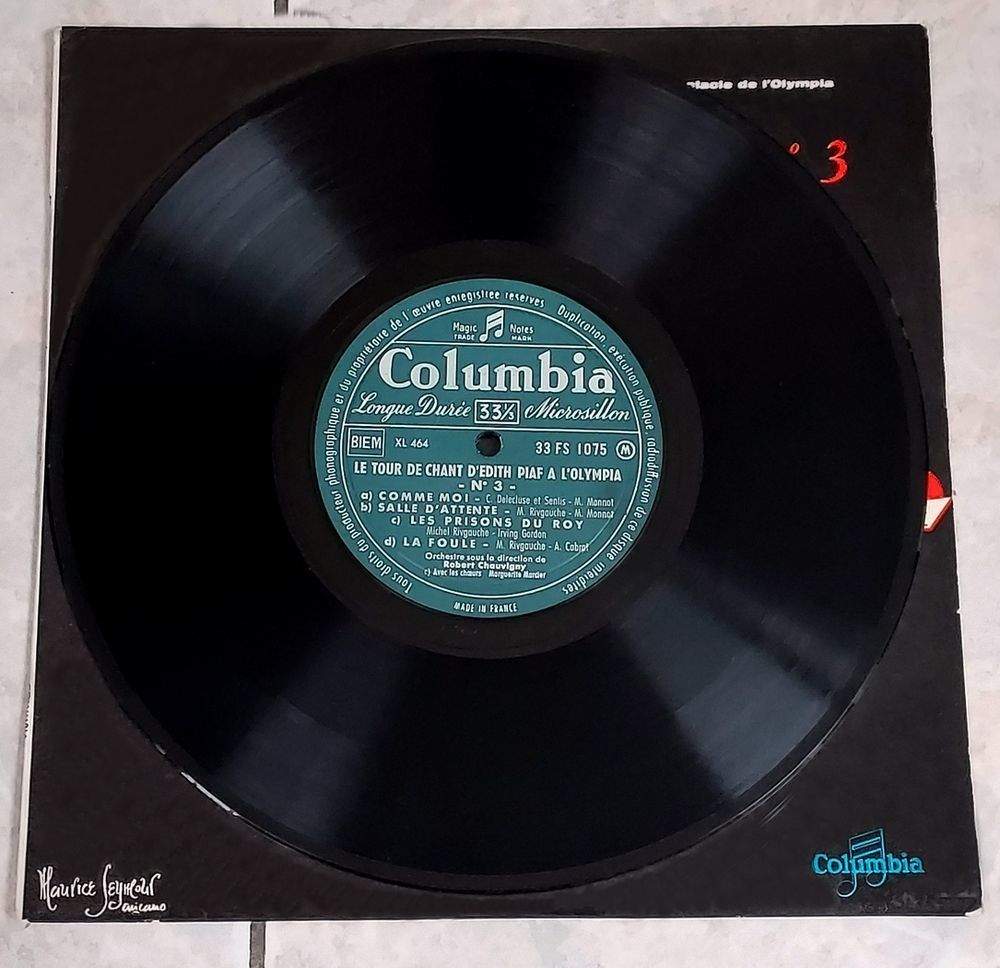 de l'Olympia
° 3
Tous droits du producteur phonographique et du propriétaire de l'œuvre enregistrée réservés Duplication, exécution publique, radiodiffusion de ce disque interdites
Magic Notes
TRADE MARK
Columbia
Longue Durée 33⅓ Microsillon
BIEM XL 464 33 FS 1075 M
LE TOUR DE CHANT D'EDITH PIAF A L'OLYMPIA
- N° 3 -
a) COMME MOI - C. Delecluse et Senlis - M. Monnot
b) SALLE D'ATTENTE - M. Rivgauche - M. Monnot
c) LES PRISONS DU ROY
Michel Rivgauche - Irving Gordon
d) LA FOULE - M. Rivgauche - A. Cabral
Orchestre sous la direction de
Robert Chauvigny
c) Avec les chœurs Marguerite Murcier
MADE IN FRANCE
Maurice Seymour
Columbia